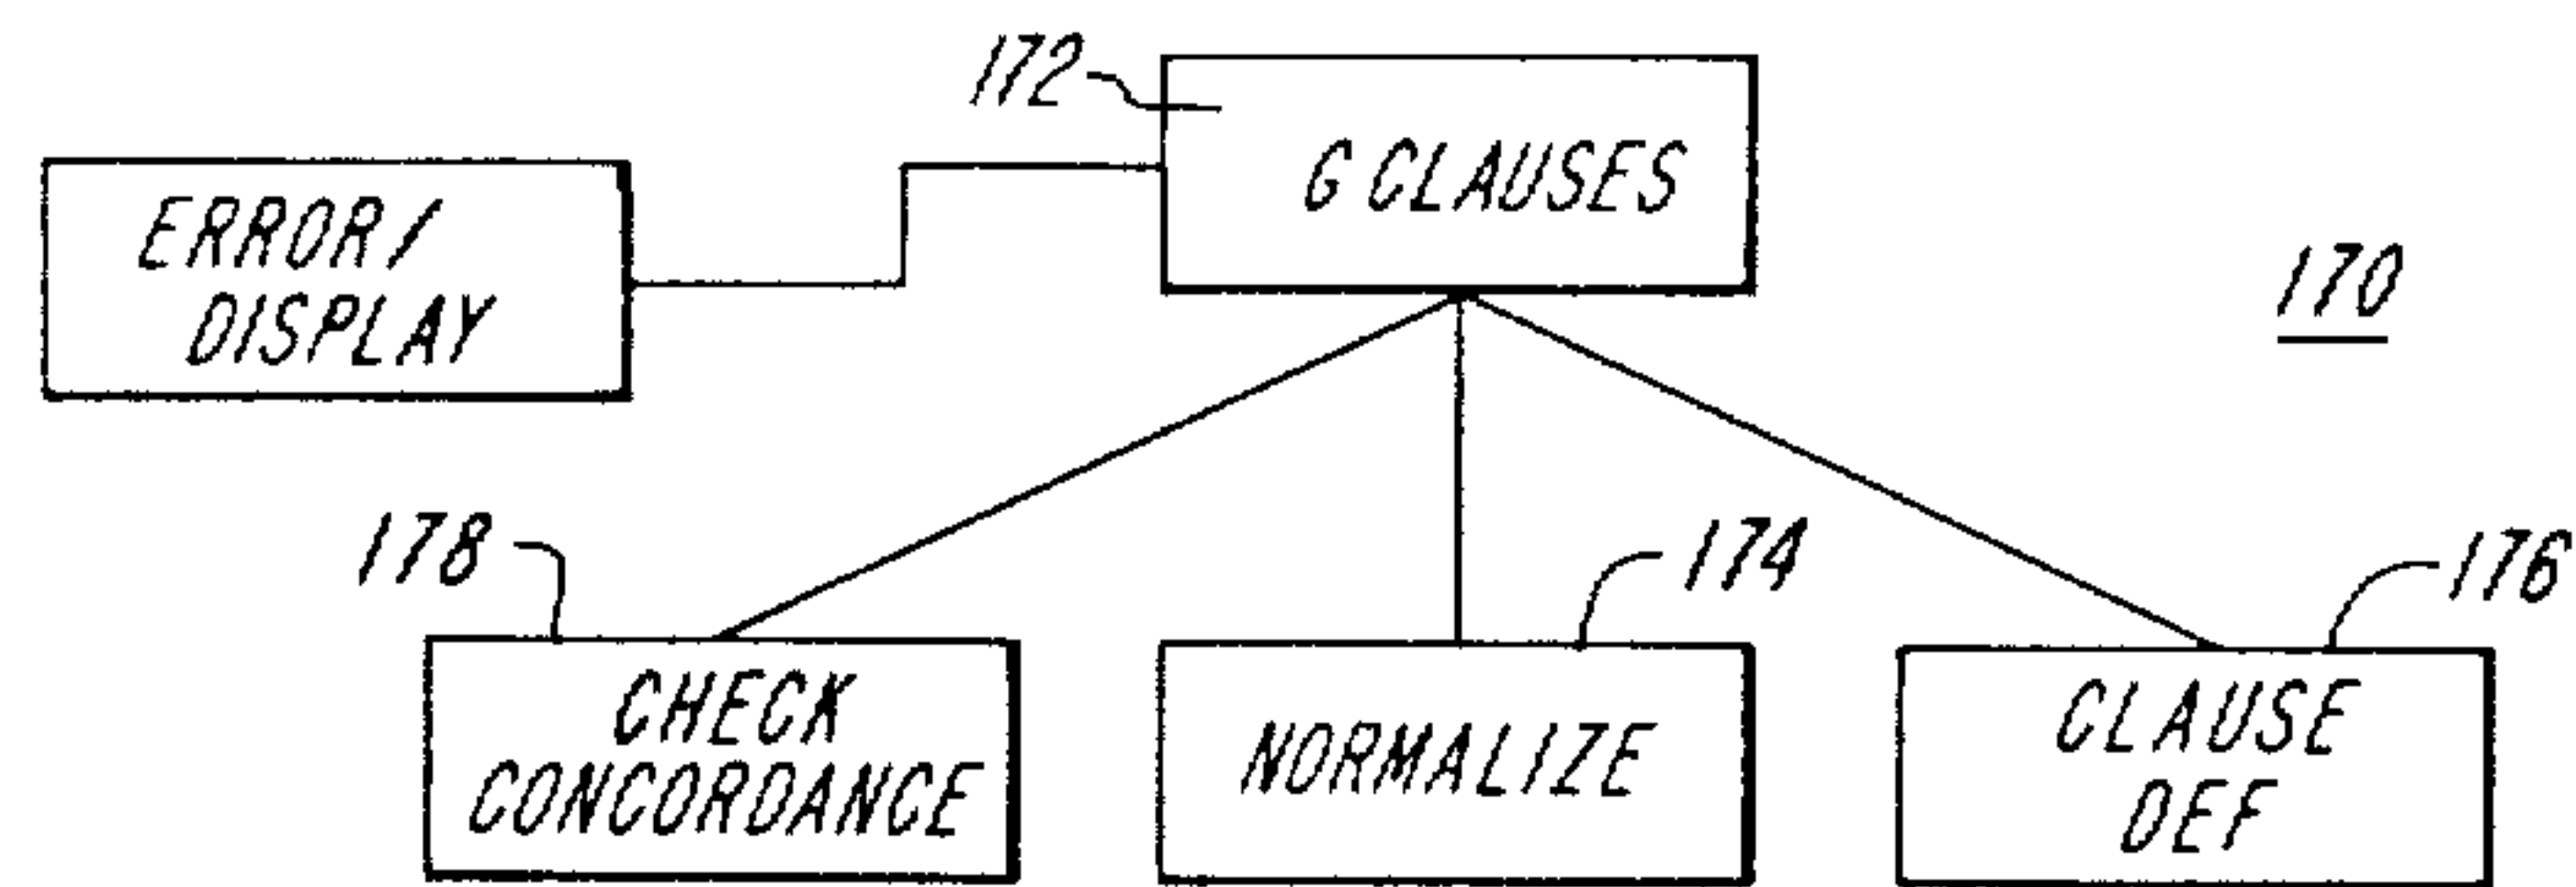 172
G CLAUSES
ERROR/
DISPLAY
170
178
174
176
CHECK
CONCORDANCE
NORMALIZE
CLAUSE
DEF